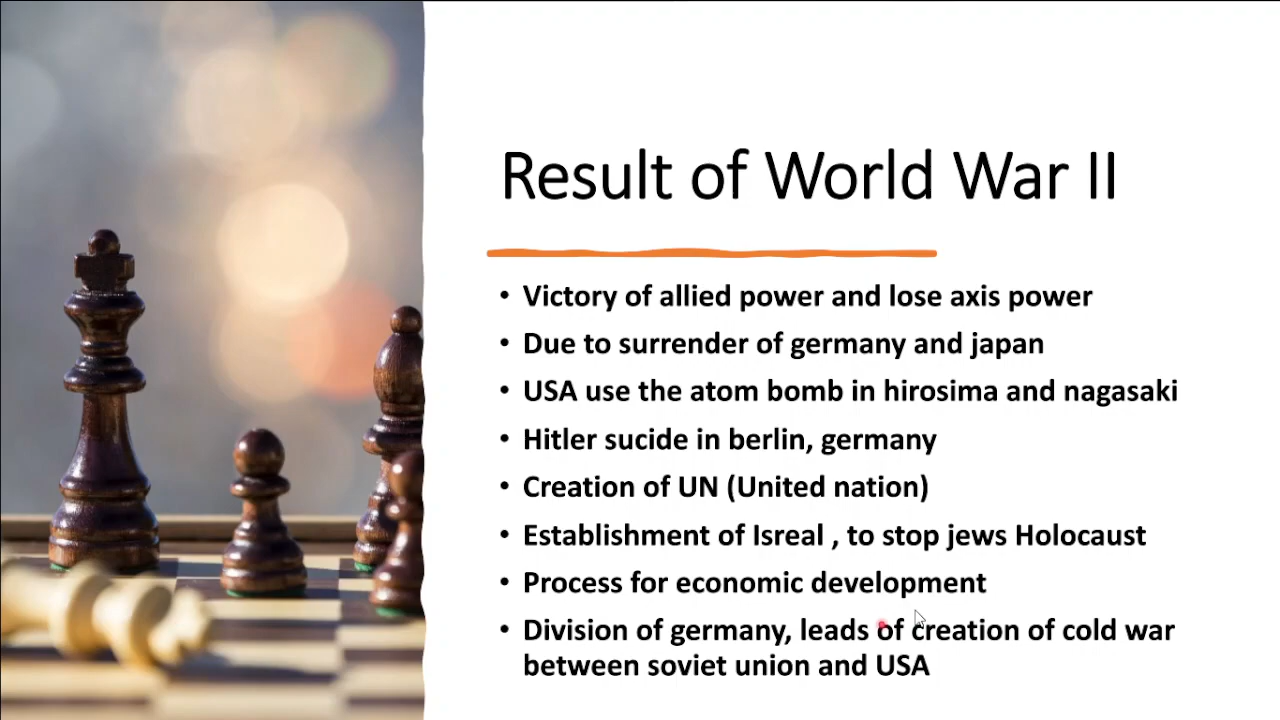 Result of World War II
• Victory of allied power and lose axis power
• Due to surrender of germany and japan
• USA use the atom bomb in hirosima and nagasaki
• Hitler sucide in berlin, germany
• Creation of UN (United nation)
• Establishment of Isreal , to stop jews Holocaust
• Process for economic development
• Division of germany, leads of creation of cold war
between soviet union and USA